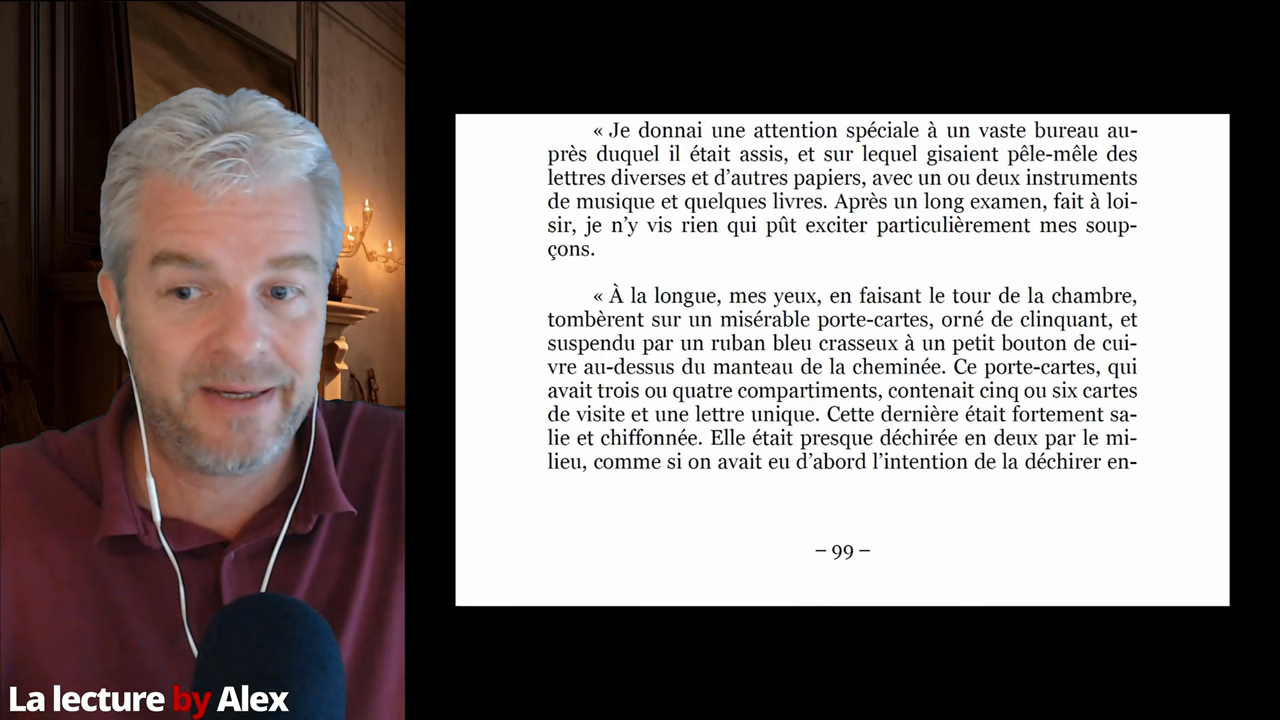 « Je donnai une attention spéciale à un vaste bureau au-
près duquel il était assis, et sur lequel gisaient pêle-mêle des
lettres diverses et d’autres papiers, avec un ou deux instruments
de musique et quelques livres. Après un long examen, fait à loi-
sir, je n’y vis rien qui pût exciter particulièrement mes soup-
çons.
« À la longue, mes yeux, en faisant le tour de la chambre,
tombèrent sur un misérable porte-cartes, orné de clinquant, et
suspendu par un ruban bleu crasseux à un petit bouton de cui-
vre au-dessus du manteau de la cheminée. Ce porte-cartes, qui
avait trois ou quatre compartiments, contenait cinq ou six cartes
de visite et une lettre unique. Cette dernière était fortement sa-
lie et chiffonnée. Elle était presque déchirée en deux par le mi-
lieu, comme si on avait eu d’abord l’intention de la déchirer en-
– 99 –
La lecture by Alex